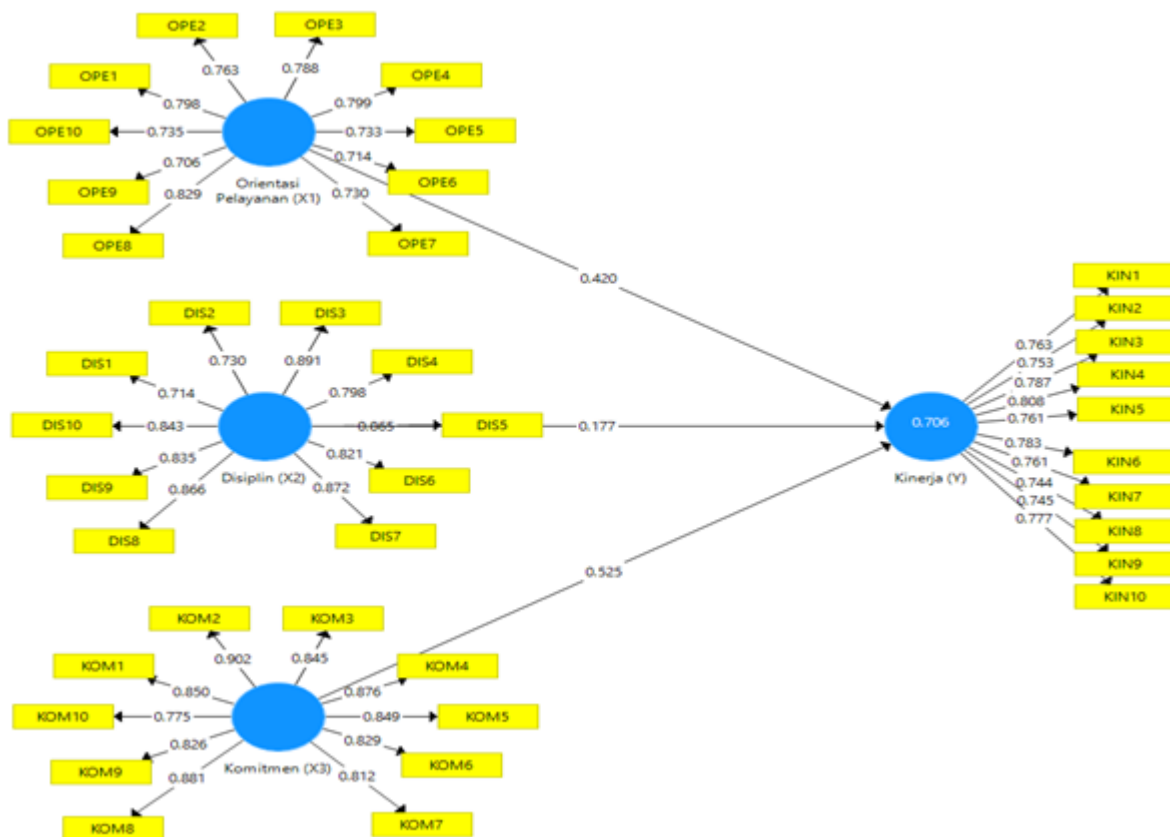 OPE2
OPE3
OPE1
OPE4
OPE10
OPE5
OPE9
OPE6
OPE8
OPE7
0.763
0.788
0.798
0.799
0.735
0.733
0.706
0.714
0.829
0.730
Orientasi
Pelayanan (X1)
0.420
DIS2
DIS3
DIS1
DIS4
DIS10
DIS5
DIS9
DIS6
DIS8
DIS7
0.730
0.891
0.714
0.798
0.843
0.865
0.835
0.821
0.866
0.872
Disiplin (X2)
0.177
KOM2
KOM3
KOM1
KOM4
KOM10
KOM5
KOM9
KOM6
KOM8
KOM7
0.902
0.845
0.850
0.876
0.775
0.849
0.826
0.829
0.881
0.812
Komitmen (X3)
0.525
0.706
Kinerja (Y)
0.763
0.753
0.787
0.808
0.761
0.783
0.761
0.744
0.745
0.777
KIN1
KIN2
KIN3
KIN4
KIN5
KIN6
KIN7
KIN8
KIN9
KIN10